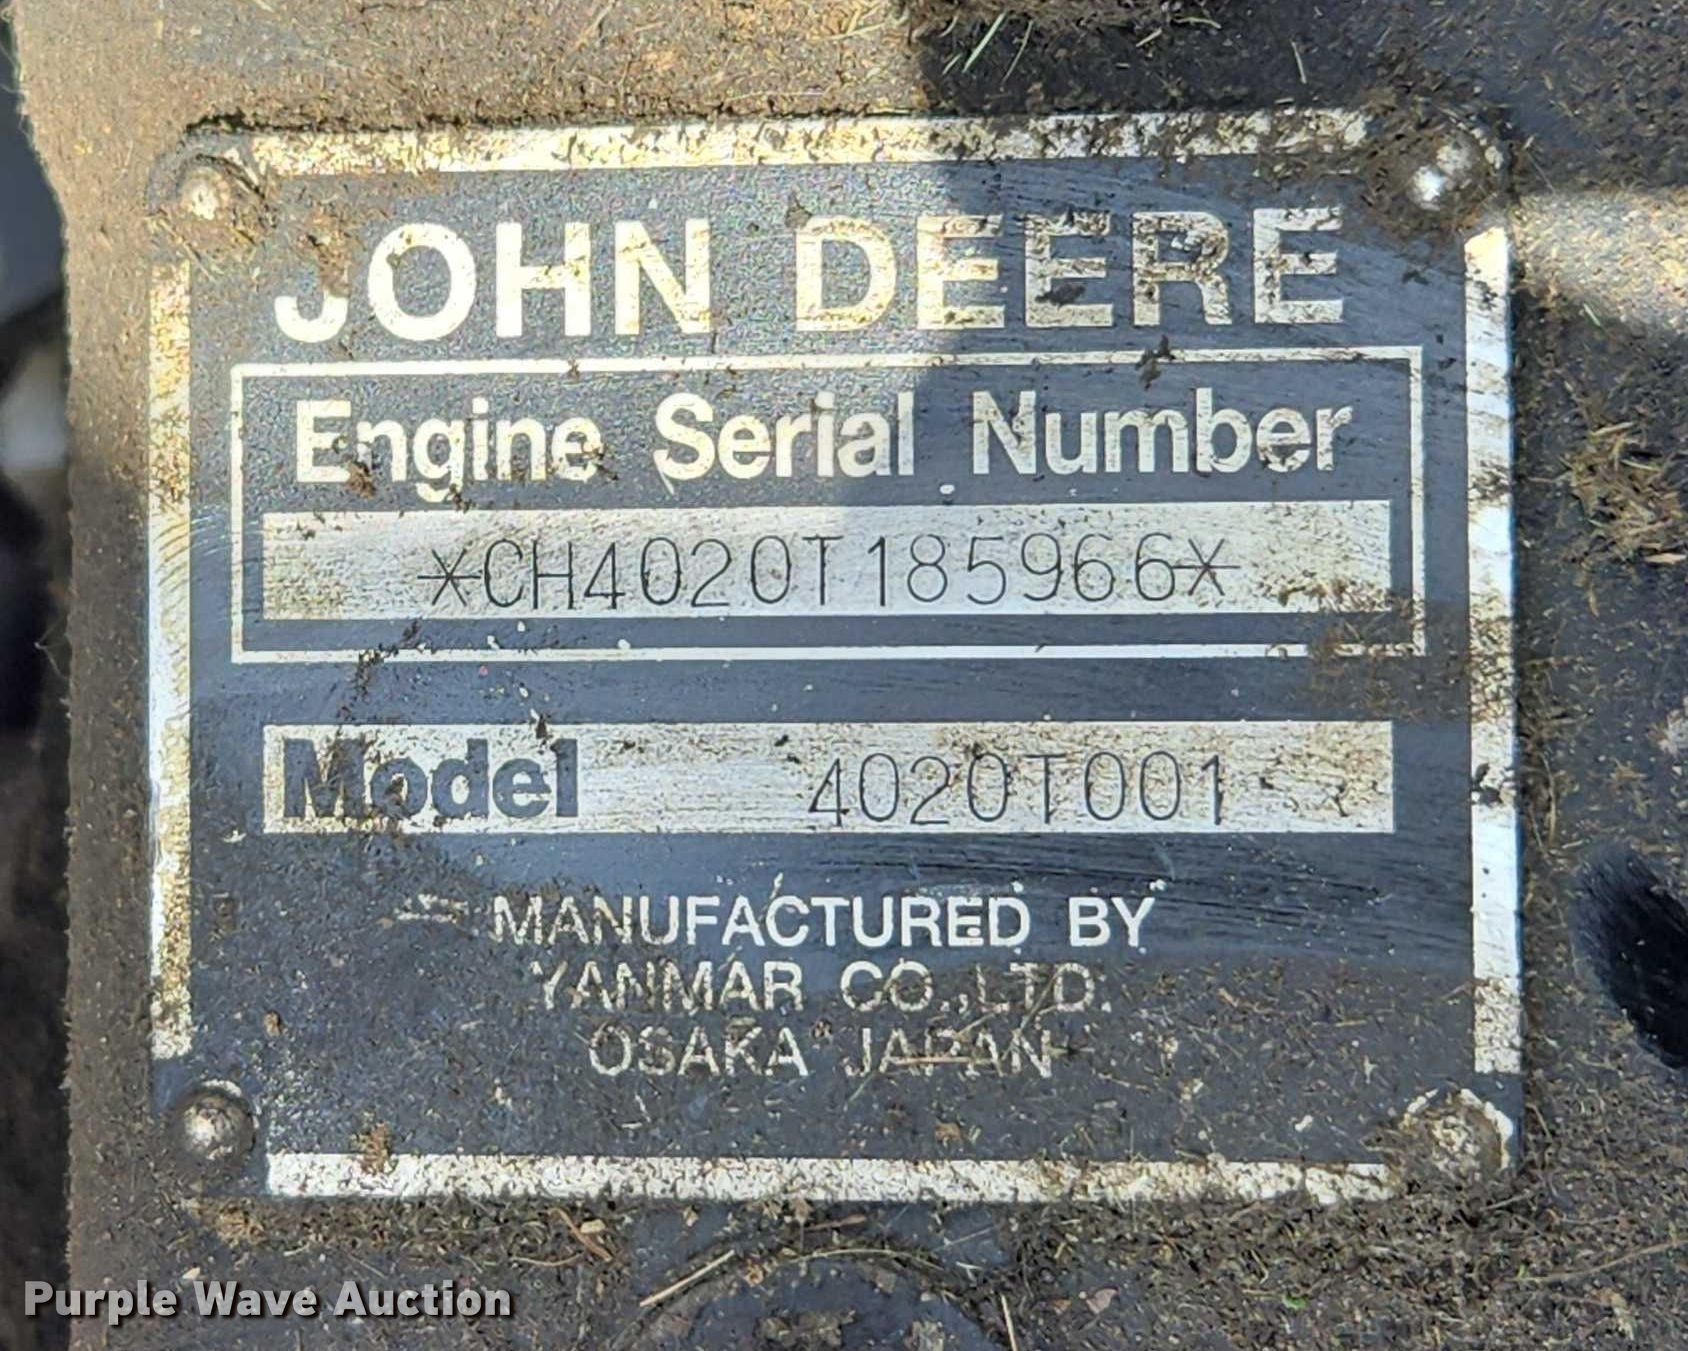 JOHN DEERE
Engine Serial Number
*CH4020T185966*
Model 4020T001
MANUFACTURED BY
YANMAR CO.,LTD.
OSAKA JAPAN
Purple Wave Auction